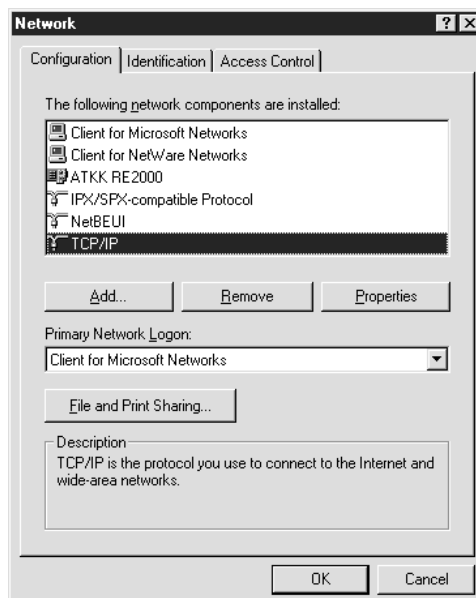 Network
Configuration Identification Access Control
The following network components are installed:
Client for Microsoft Networks
Client for NetWare Networks
ATKK RE2000
IPX/SPX-compatible Protocol
NetBEUI
TCP/IP
Add... Remove Properties
Primary Network Logon:
Client for Microsoft Networks
File and Print Sharing...
Description
TCP/IP is the protocol you use to connect to the Internet and
wide-area networks.
OK Cancel